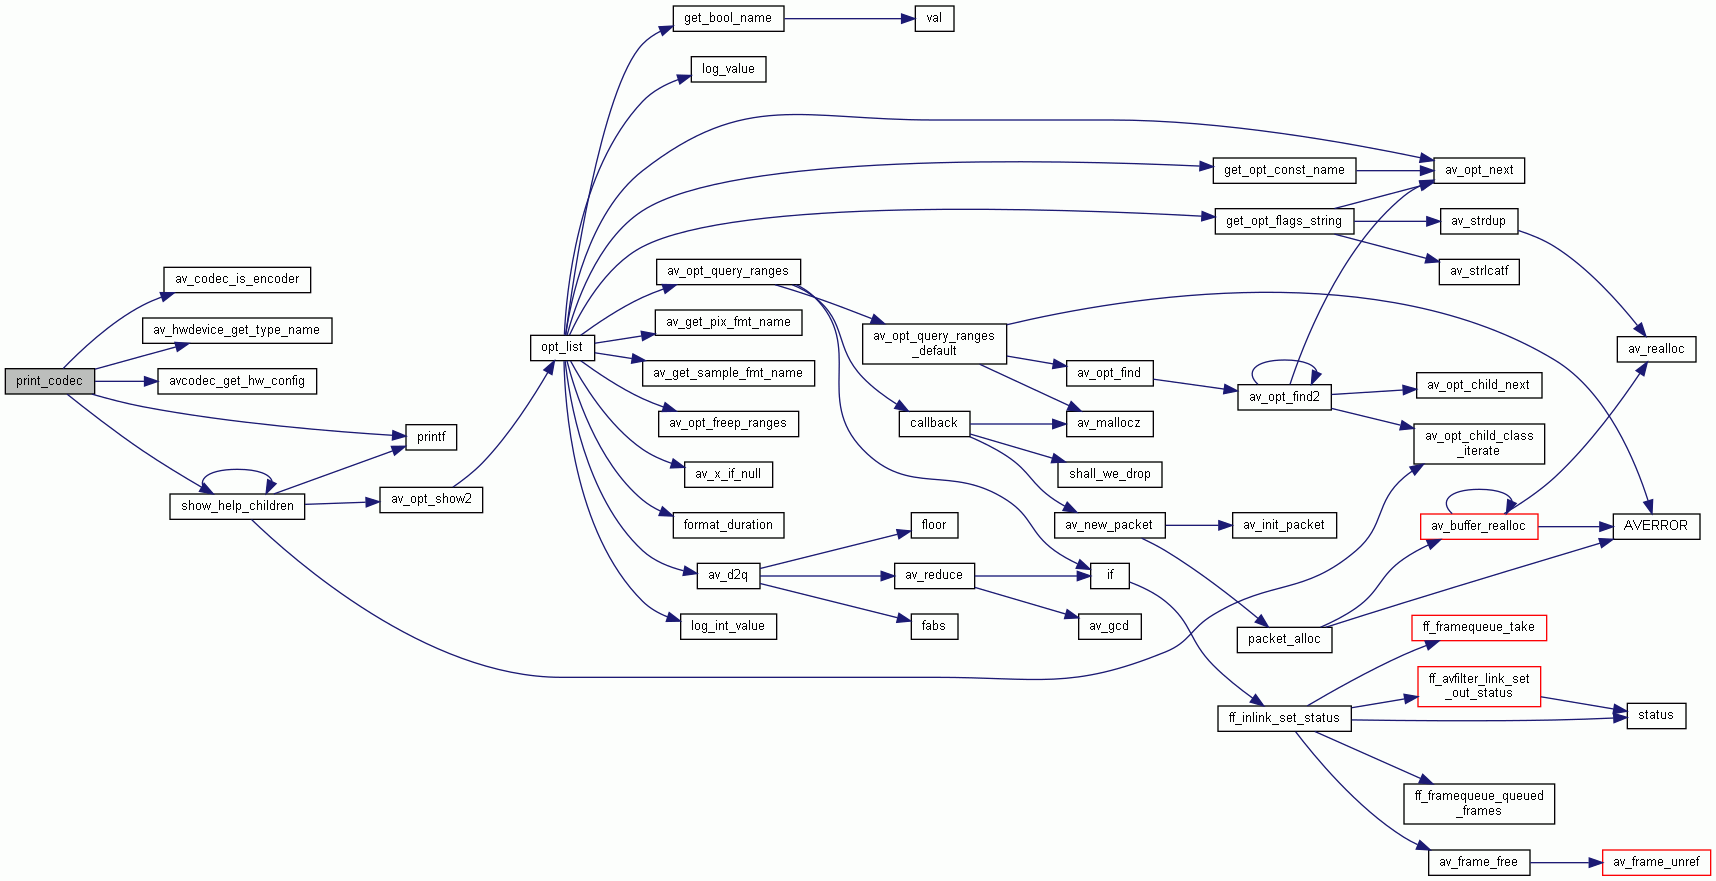 get_bool_name
val
log_value
av_opt_next
get_opt_const_name
get_opt_flags_string
av_strdup
av_strlcatf
av_codec_is_encoder
av_opt_query_ranges
av_hwdevice_get_type_name
av_get_pix_fmt_name
av_opt_query_ranges
_default
opt_list
av_realloc
print_codec
avcodec_get_hw_config
av_get_sample_fmt_name
av_opt_find
av_opt_find2
av_opt_child_next
printf
av_opt_freep_ranges
callback
av_mallocz
av_opt_child_class
_iterate
av_x_if_null
shall_we_drop
show_help_children
av_opt_show2
format_duration
floor
av_new_packet
av_init_packet
av_buffer_realloc
AVERROR
av_d2q
av_reduce
if
log_int_value
fabs
av_gcd
packet_alloc
ff_framequeue_take
ff_avfilter_link_set
_out_status
ff_inlink_set_status
status
ff_framequeue_queued
_frames
av_frame_free
av_frame_unref